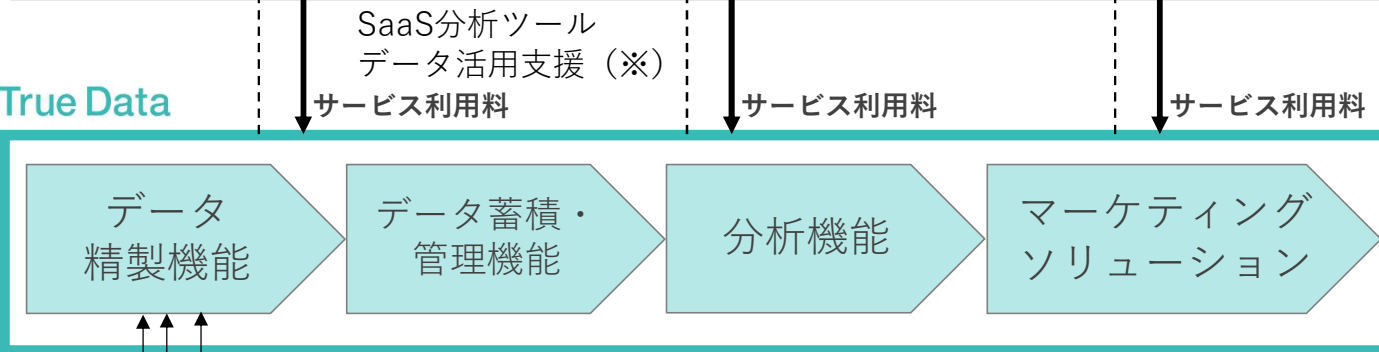 SaaS分析ツール
データ活用支援（※）
True Data
サービス利用料
サービス利用料
サービス利用料
データ
精製機能
データ蓄積・
管理機能
分析機能
マーケティング
ソリューション